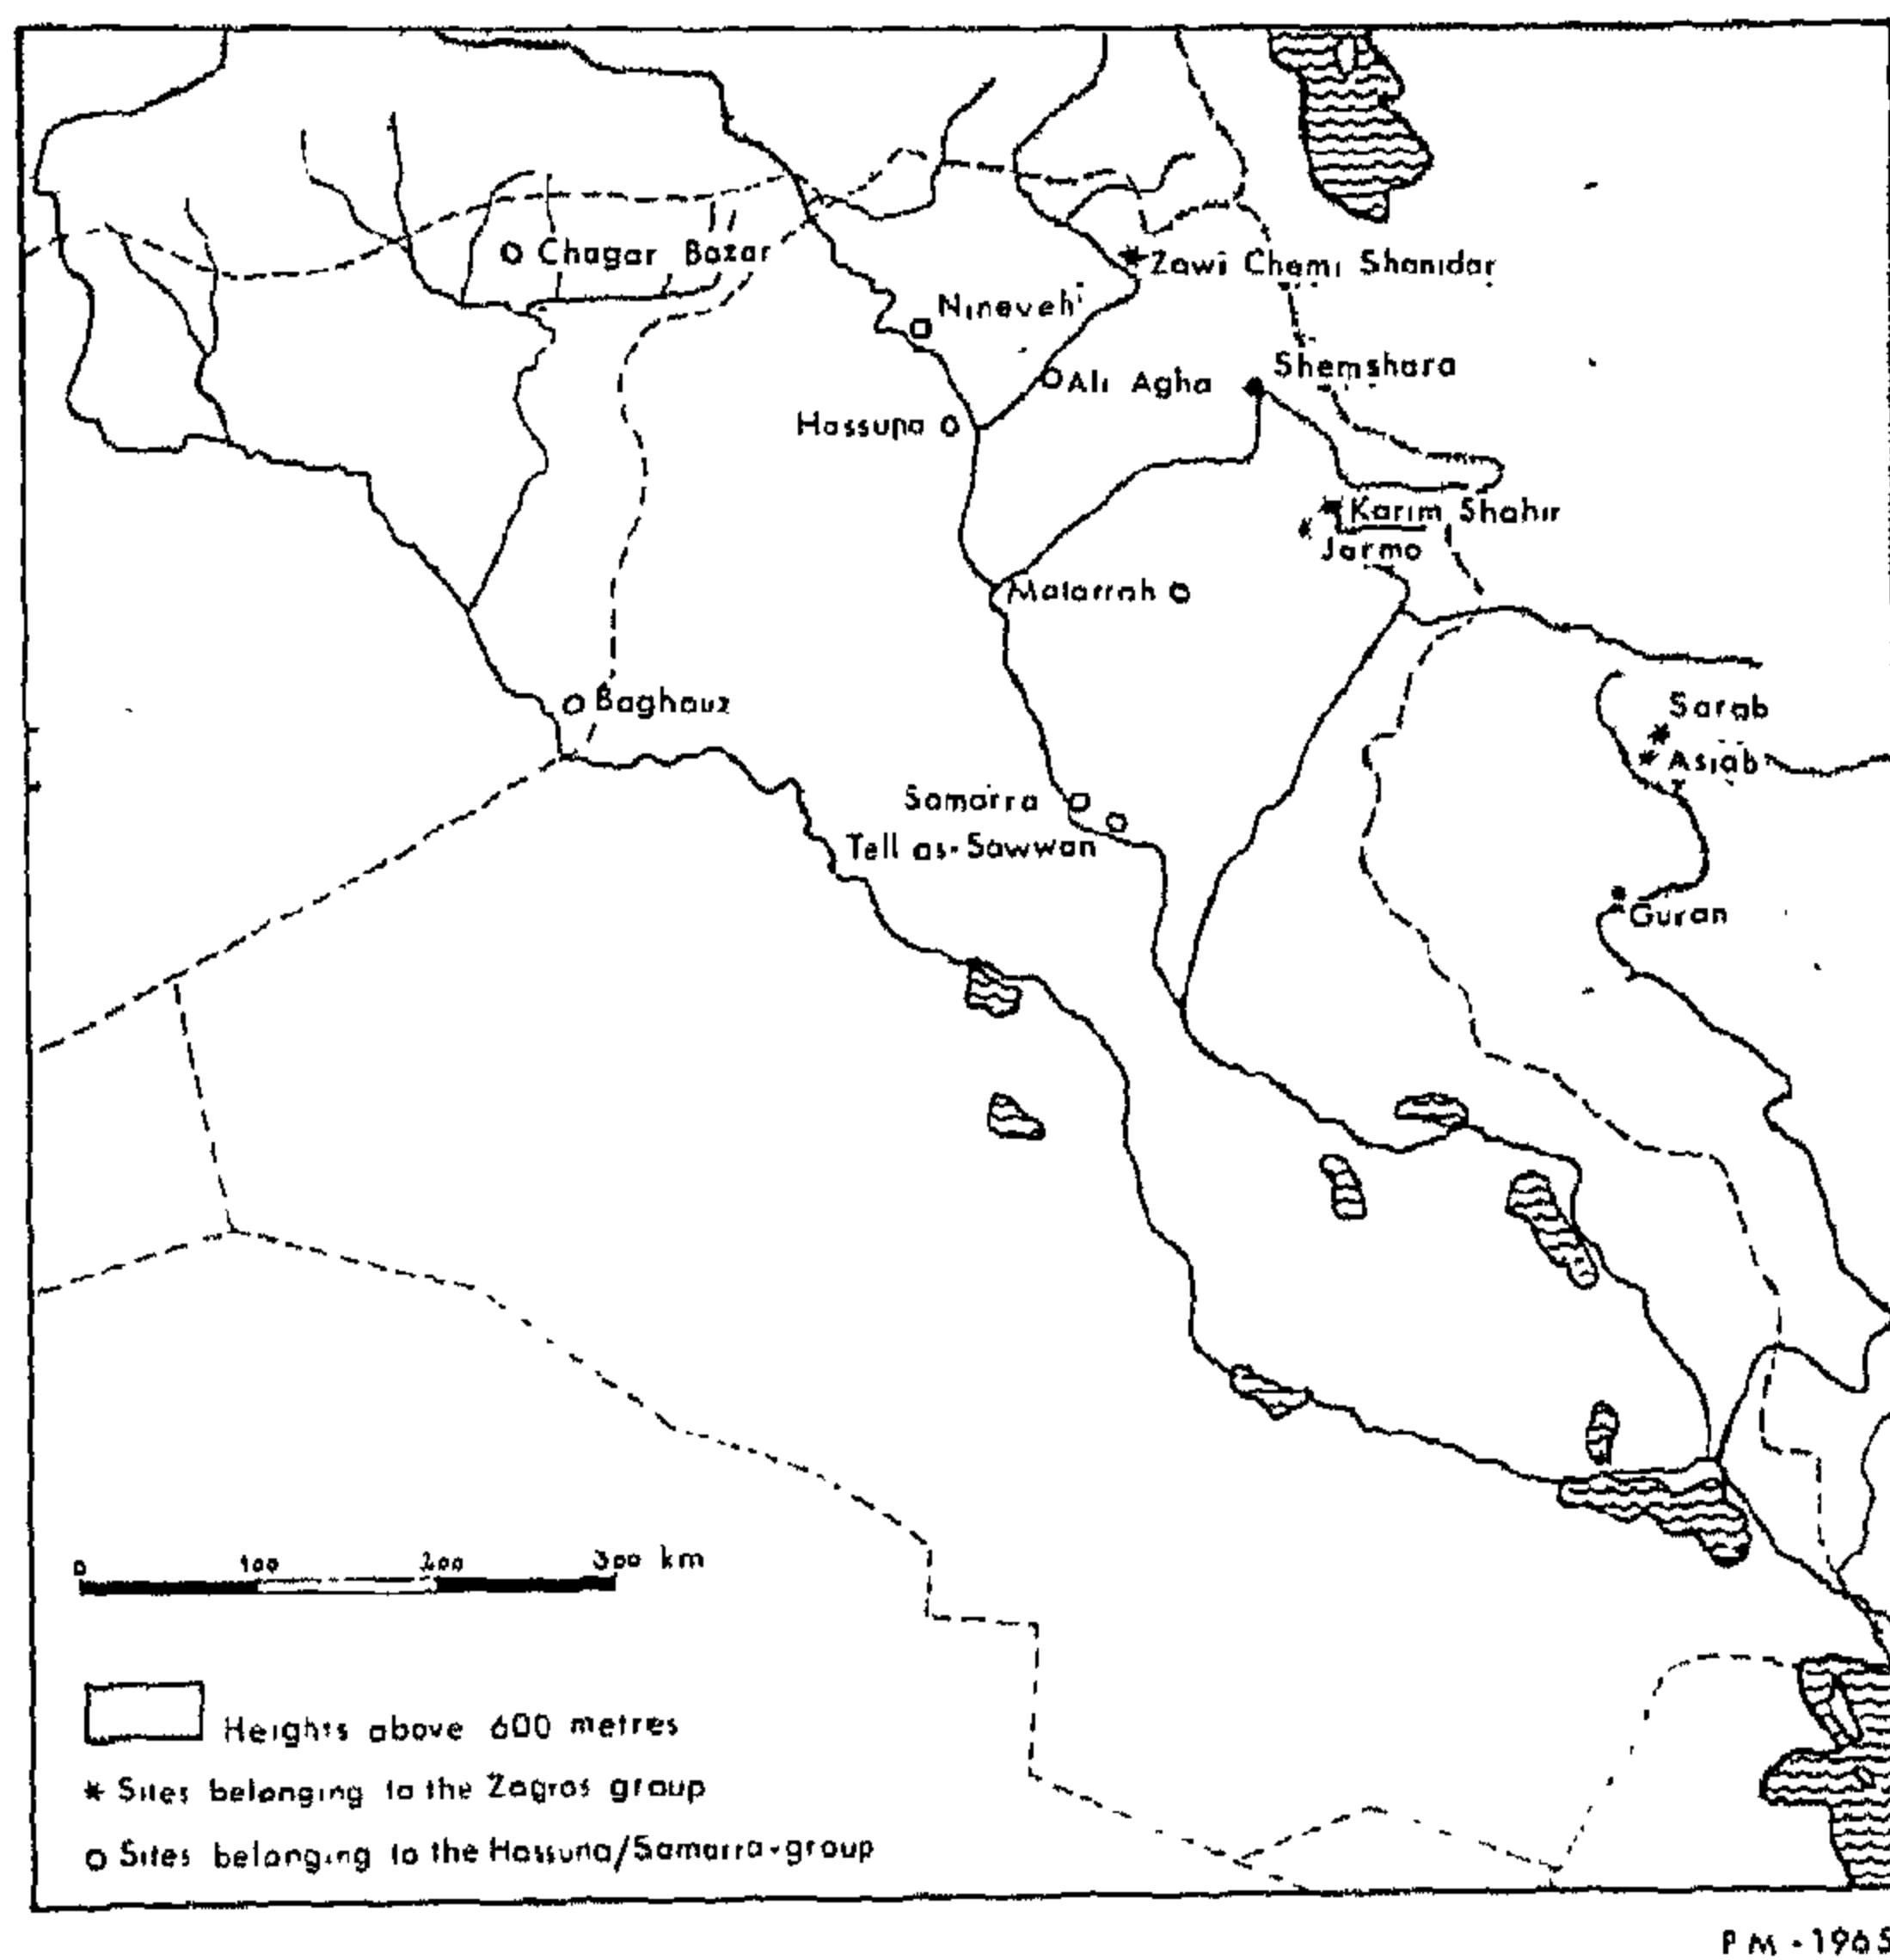 Chagar Bazar
Zawi Chemi Shanidar
Nineveh
Shemshara
Ali Agha
Hassuna
Karim Shahir
Jarmo
Matarrah
Baghouz
Sarab
Asiab
Samarra
Tell as-Sawwan
Guran
0 100 200 300 km
Heights above 600 metres
* Sites belonging to the Zagros group
o Sites belonging to the Hassuna/Samarra-group
PM - 1965